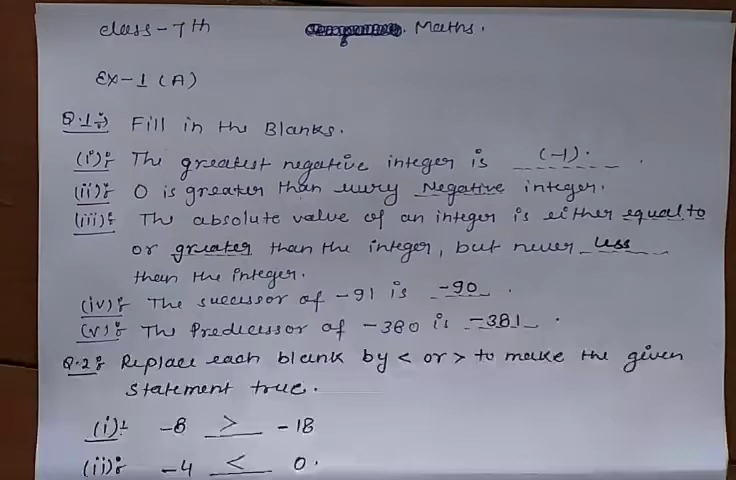 Class - 7th Maths.
Ex-1 (A)
Q.1:- Fill in the Blanks.
(i): The greatest negative integer is (-1).
(ii): 0 is greater than every Negative integer.
(iii): The absolute value of an integer is either equal to
or greater than the integer, but never less
than the integer.
(iv): The successor of -91 is -90.
(v): The Predecessor of -380 is -381.
Q.2: Replace each blank by < or > to make the given
statement true.
(i): -8 > -18
(ii): -4 < 0.